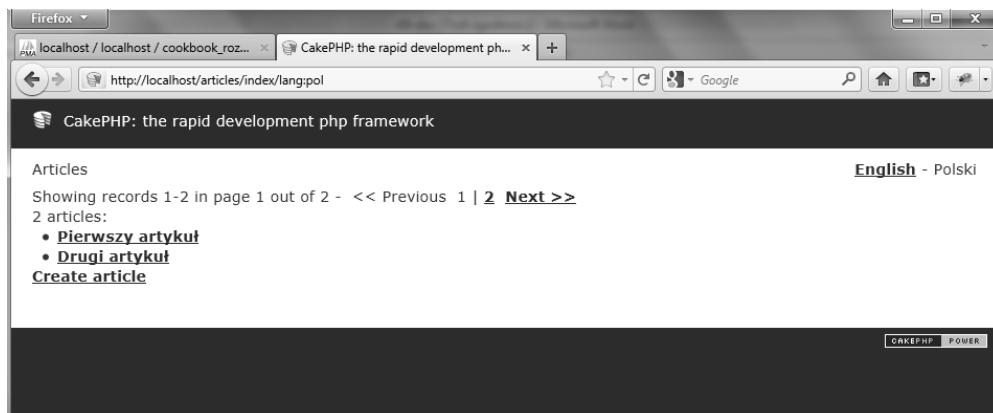 Firefox
PMA localhost / localhost / cookbook_roz...
CakePHP: the rapid development ph...
http://localhost/articles/index/lang:pol
Google
CakePHP: the rapid development php framework
Articles
English - Polski
Showing records 1-2 in page 1 out of 2 - << Previous 1 | 2 Next >>
2 articles:
• Pierwszy artykuł
• Drugi artykuł
Create article
CAKEPHP POWER